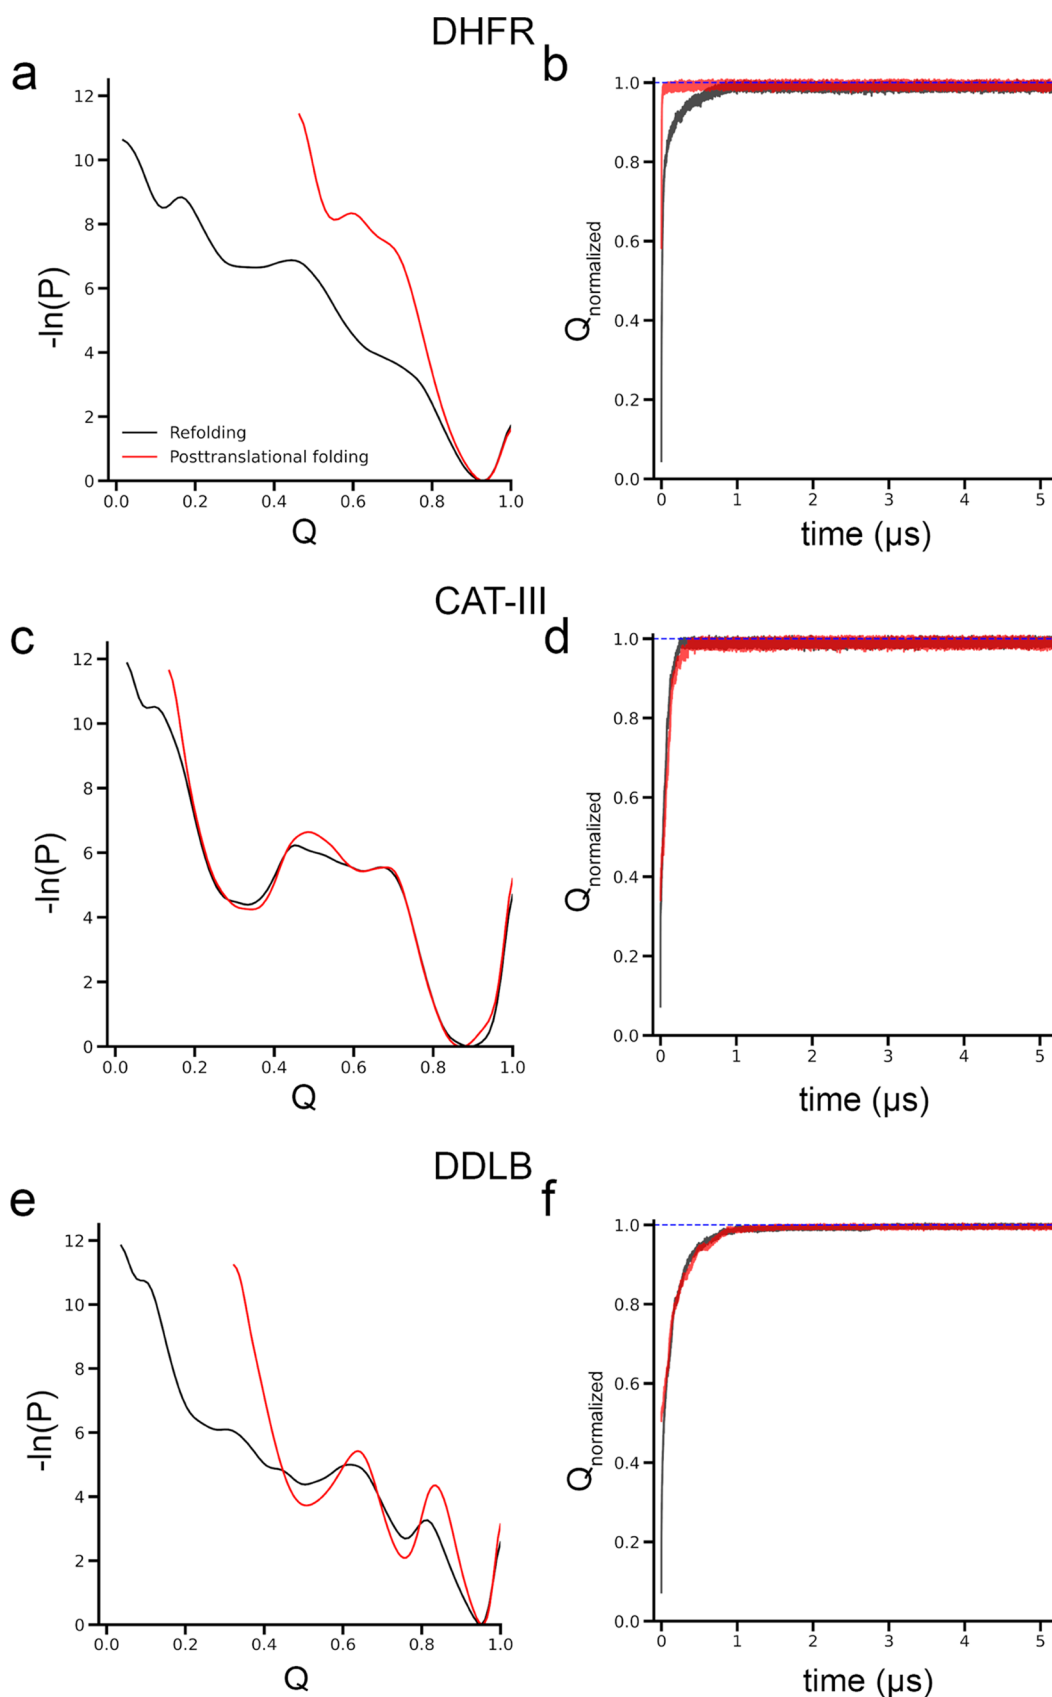 DHFR
a
b
12
10
8
6
4
2
0
-ln(P)
Refolding
Posttranslational folding
0.0 0.2 0.4 0.6 0.8 1.0
Q
1.0
0.8
0.6
0.4
0.2
0.0
Qnormalized
0 1 2 3 4 5
time (µs)
CAT-III
c
d
12
10
8
6
4
2
0
-ln(P)
0.0 0.2 0.4 0.6 0.8 1.0
Q
1.0
0.8
0.6
0.4
0.2
0.0
Qnormalized
0 1 2 3 4 5
time (µs)
DDLB
e
f
12
10
8
6
4
2
0
-ln(P)
0.0 0.2 0.4 0.6 0.8 1.0
Q
1.0
0.8
0.6
0.4
0.2
0.0
Qnormalized
0 1 2 3 4 5
time (µs)